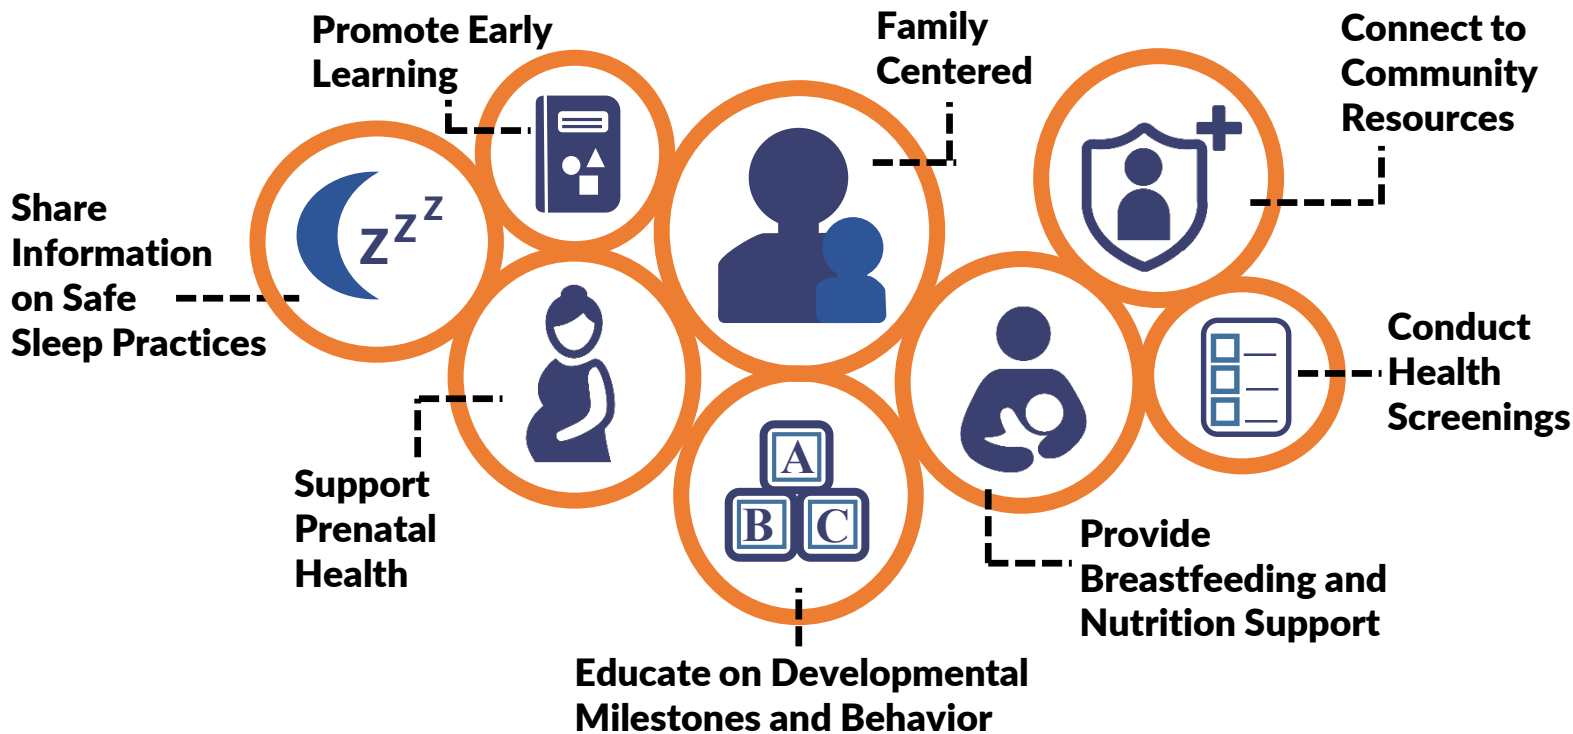 Promote Early
Learning
Family
Centered
Connect to
Community
Resources
Share
Information
on Safe
Sleep Practices
z z z
Conduct
Health
Screenings
A
B C
Support
Prenatal
Health
Provide
Breastfeeding and
Nutrition Support
Educate on Developmental
Milestones and Behavior